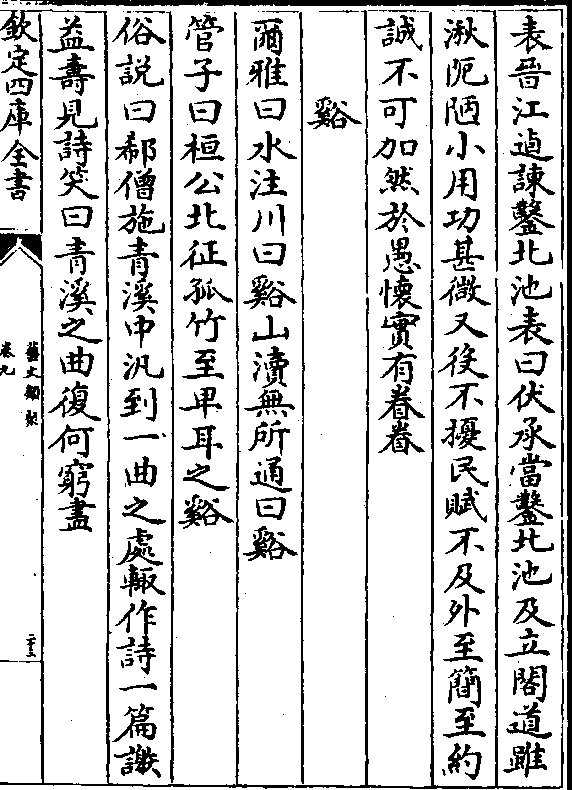 表晉江逌諫鑿北池表曰伏承當鑿北池及立閣道雖
湫阨陋小用功甚微又役不擾民賦不及外至簡至約
誠不可加然於愚懷實有眷眷
谿
爾雅曰水注川曰谿山瀆無所通曰谿
管子曰桓公北征孤竹至卑耳之谿
俗說曰郗僧施青溪中汎到一曲之處輙作詩一篇謝
益壽見詩笑曰青溪之曲復何窮盡
欽定四庫全書
藝文類聚
卷九
二十三